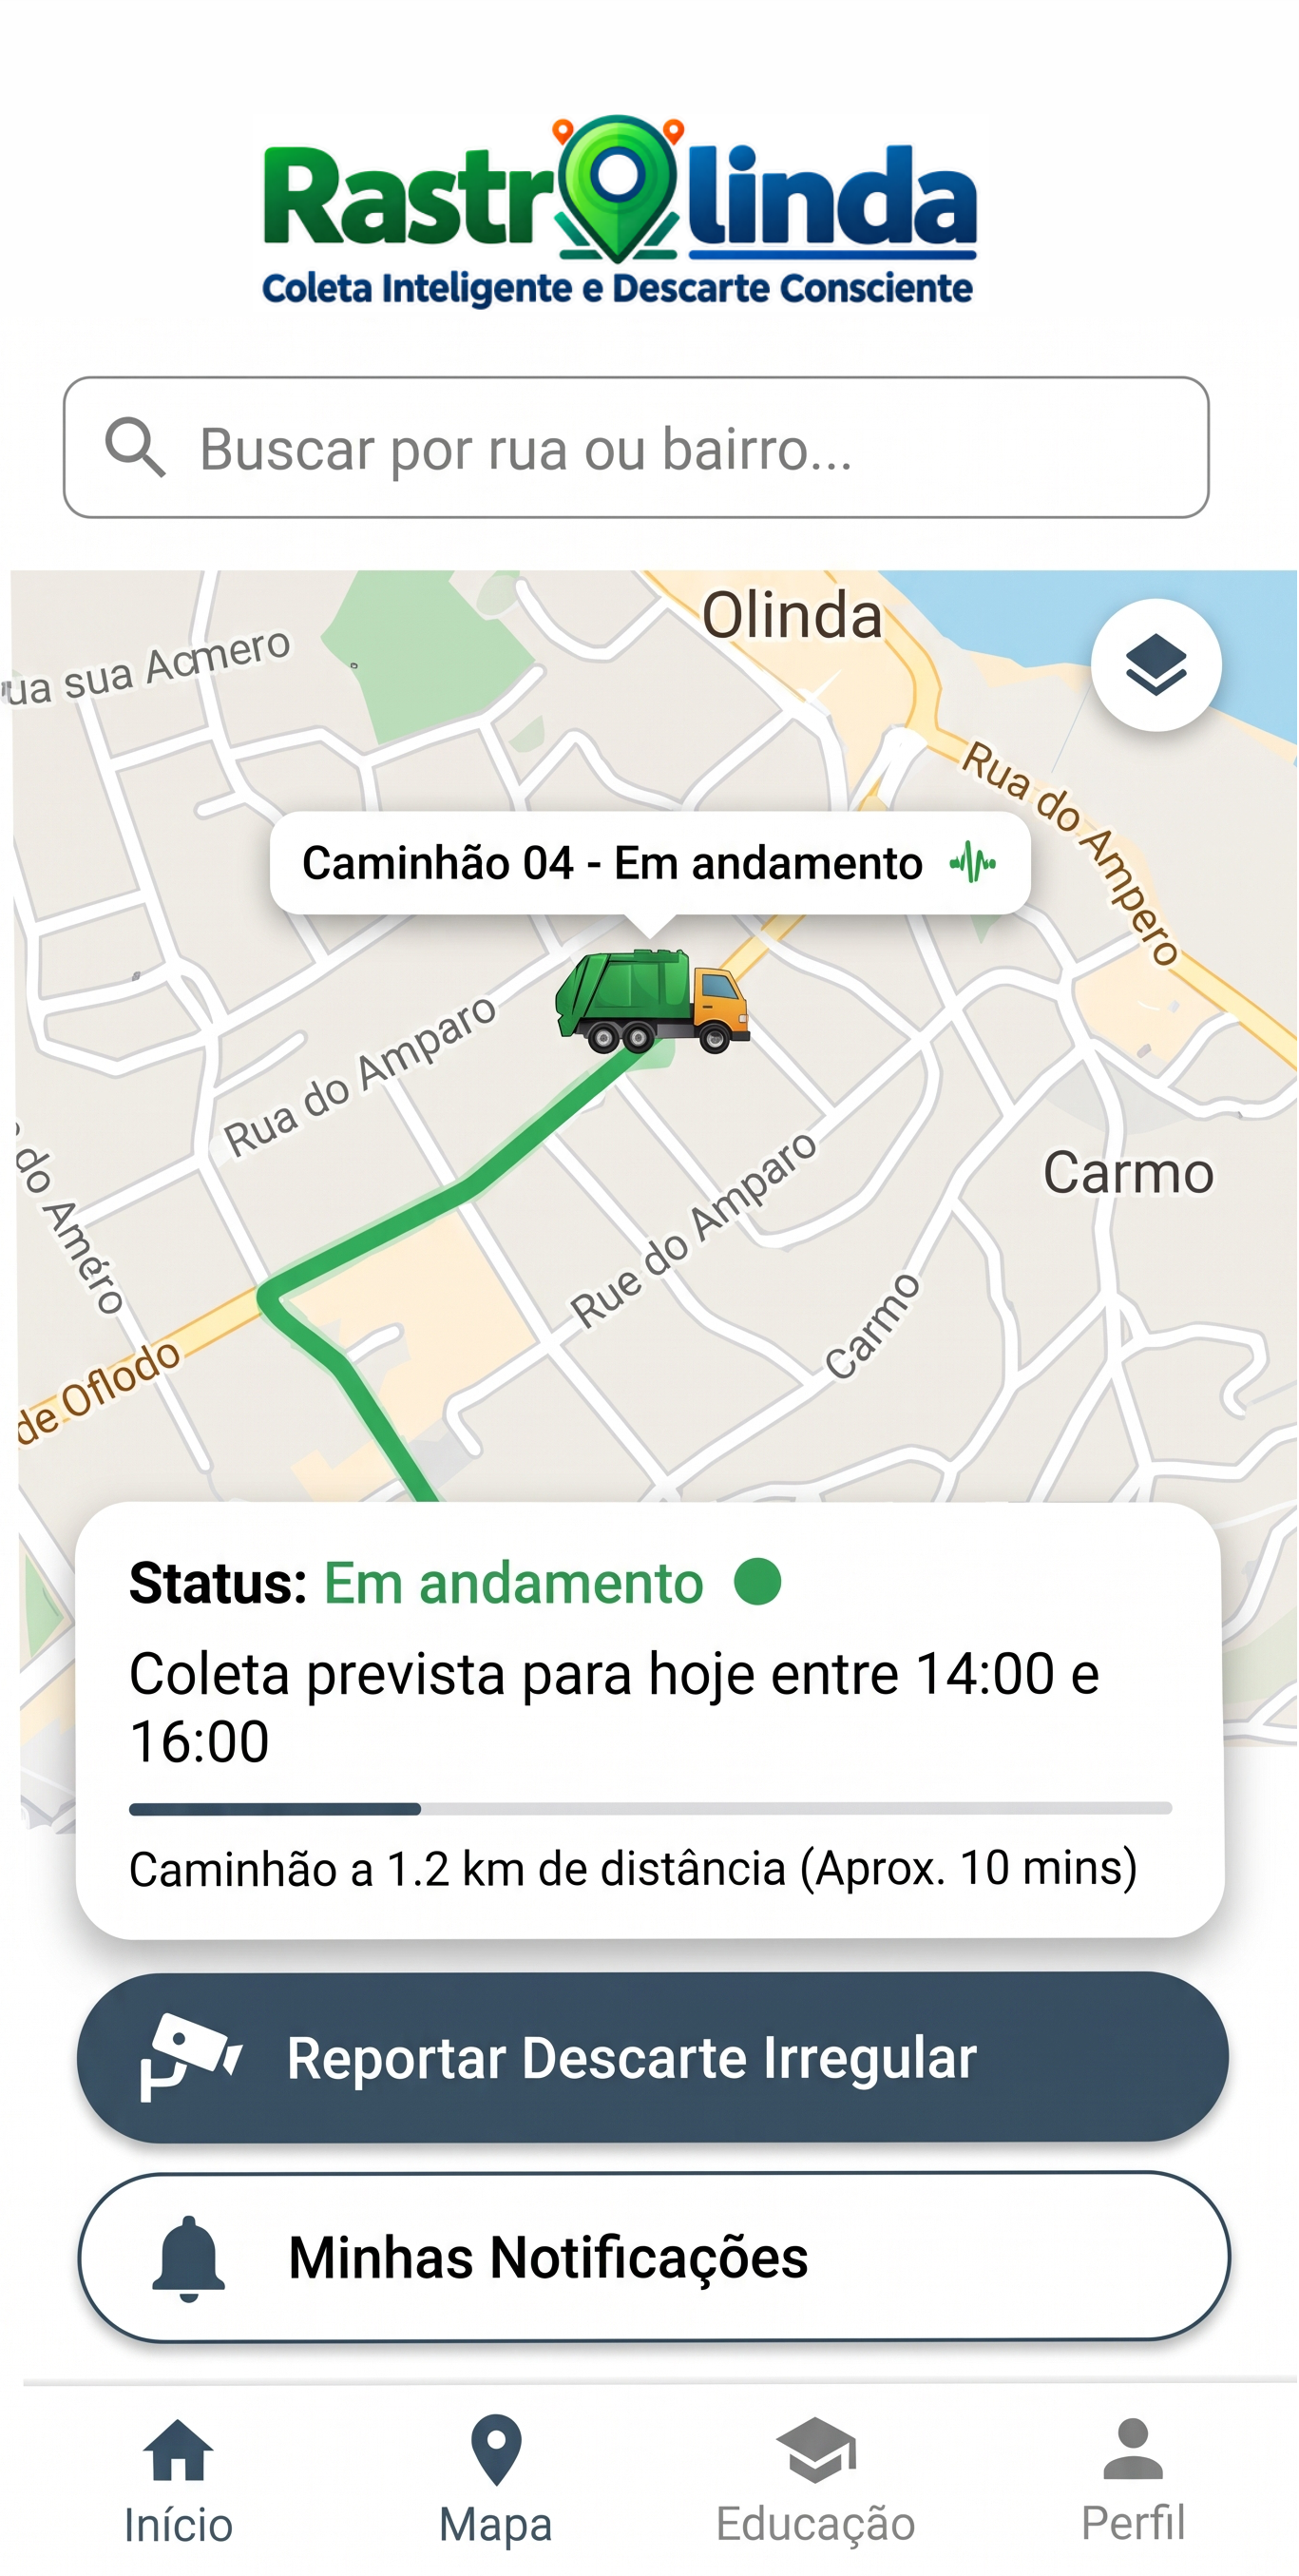 RastrOlinda
Coleta Inteligente e Descarte Consciente
Buscar por rua ou bairro...
Olinda
ua sua Acmero
Rua do Ampero
Caminhão 04 - Em andamento
Rua do Amparo
do Améro
Carmo
Rue do Amparo
Carmo
de Oflodo
Status: Em andamento
Coleta prevista para hoje entre 14:00 e
16:00
Caminhão a 1.2 km de distância (Aprox. 10 mins)
Reportar Descarte Irregular
Minhas Notificações
Início
Mapa
Educação
Perfil